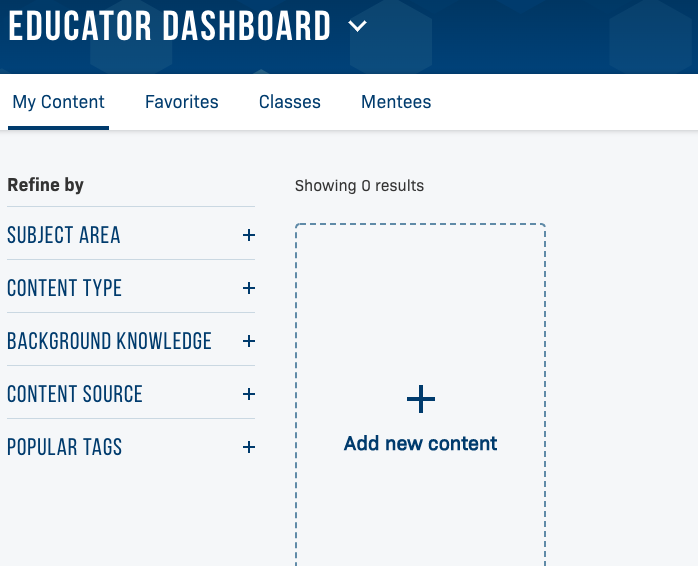 EDUCATOR DASHBOARD
My Content Favorites Classes Mentees
Refine by
SUBJECT AREA
CONTENT TYPE
BACKGROUND KNOWLEDGE
CONTENT SOURCE
POPULAR TAGS
Showing 0 results
Add new content